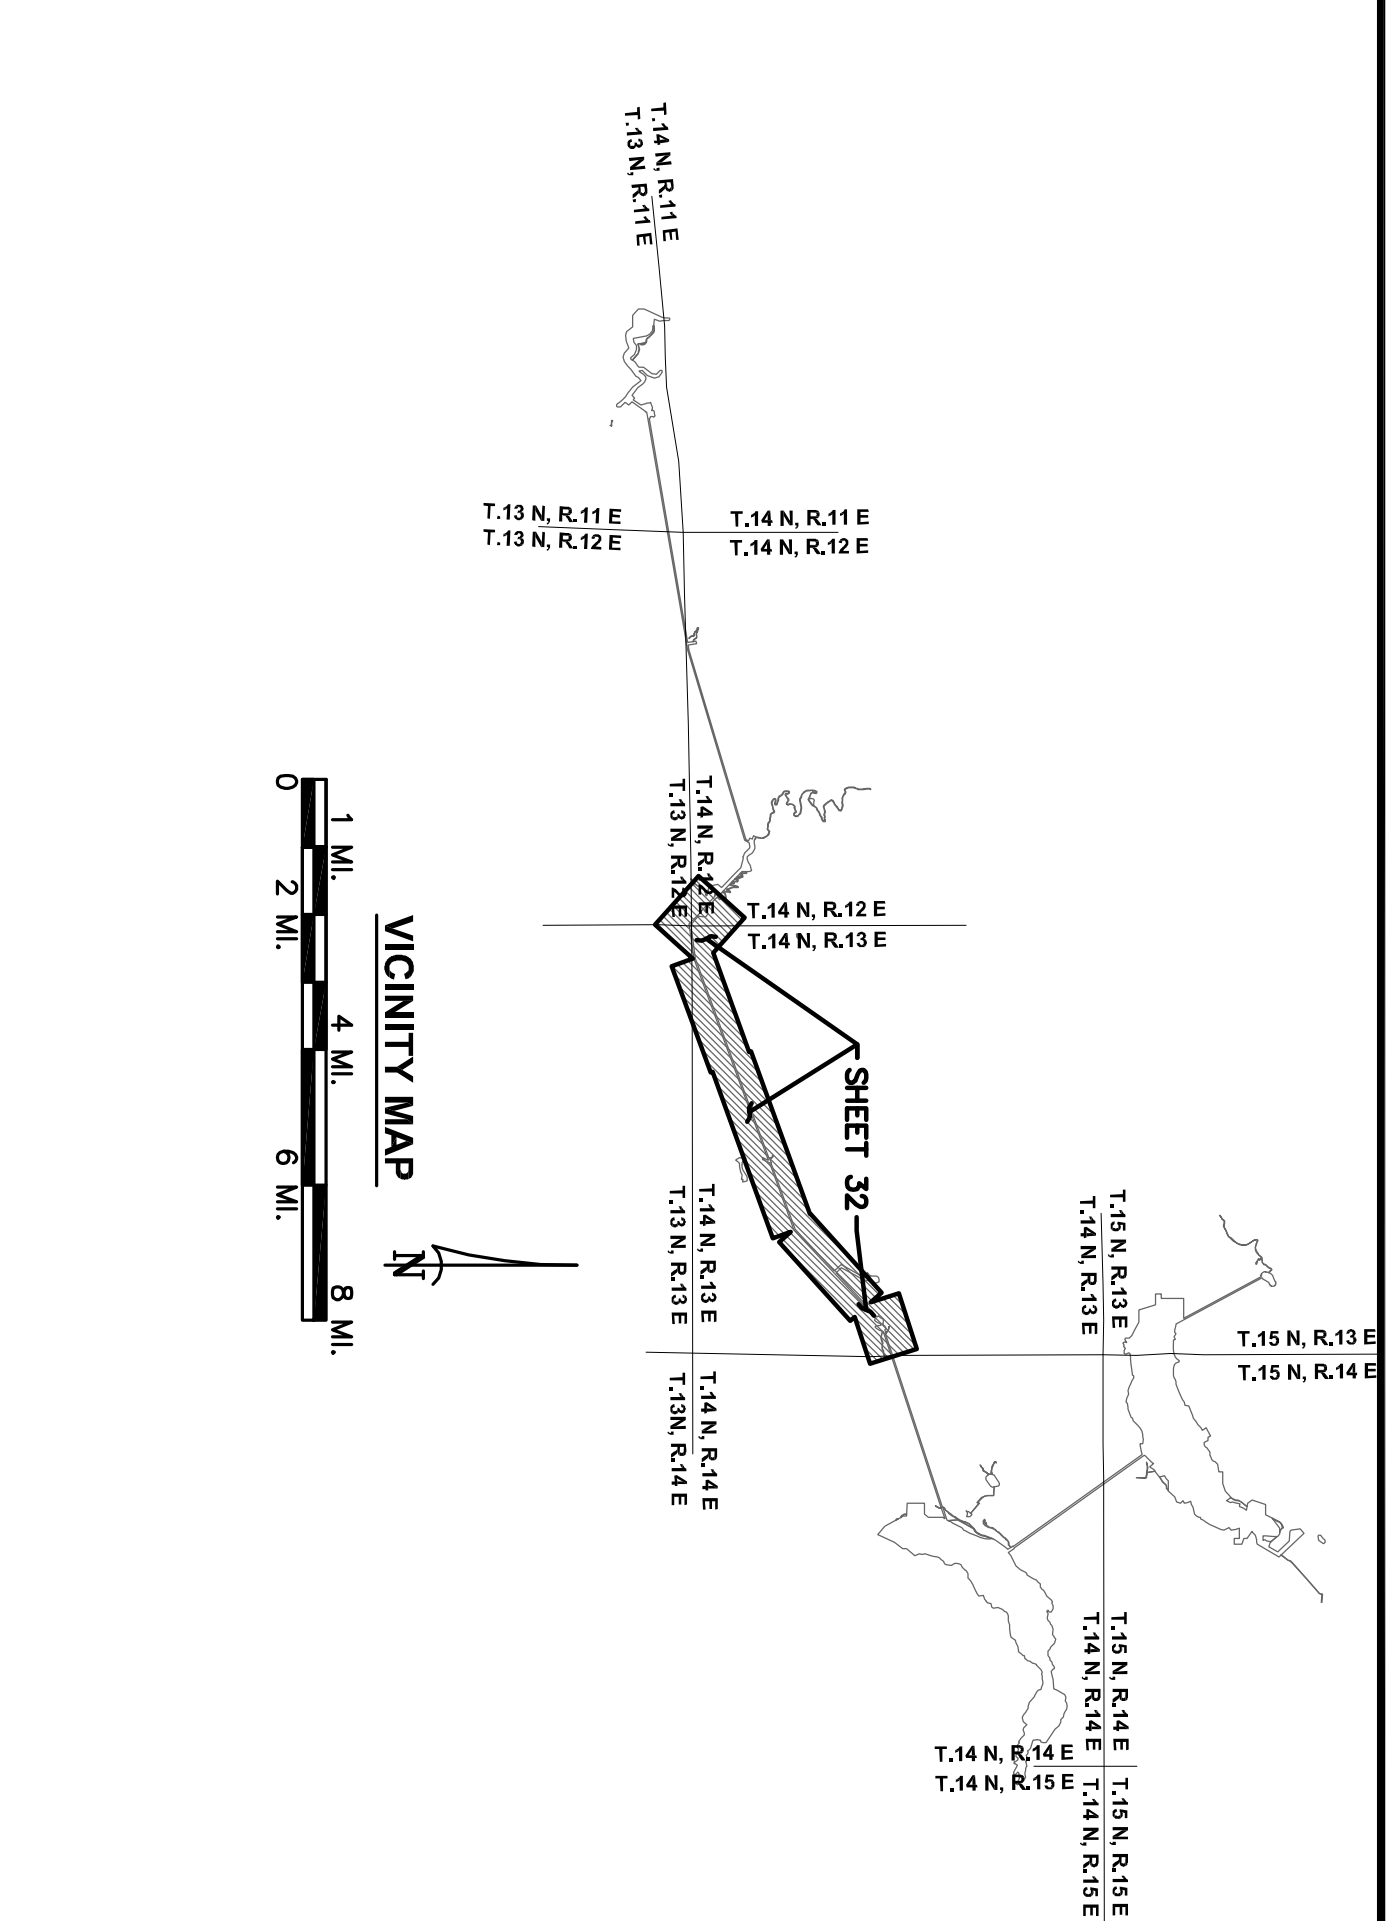 T.14 N, R.11 E
T.13 N, R.11 E
T.13 N, R.11 E
T.13 N, R.12 E
T.14 N, R.11 E
T.14 N, R.12 E
T.14 N, R.12 E
T.13 N, R.12 E
T.14 N, R.12 E
T.14 N, R.13 E
SHEET 32
T.14 N, R.13 E
T.13 N, R.13 E
T.15 N, R.13 E
T.14 N, R.13 E
T.15 N, R.13 E
T.15 N, R.14 E
T.14 N, R.14 E
T.13N, R.14 E
T.15 N, R.14 E
T.14 N, R.14 E
T.14 N, R.14 E
T.14 N, R.15 E
T.15 N, R.15 E
T.14 N, R.15 E
N
VICINITY MAP
1 MI.
4 MI.
8 MI.
0
2 MI.
6 MI.